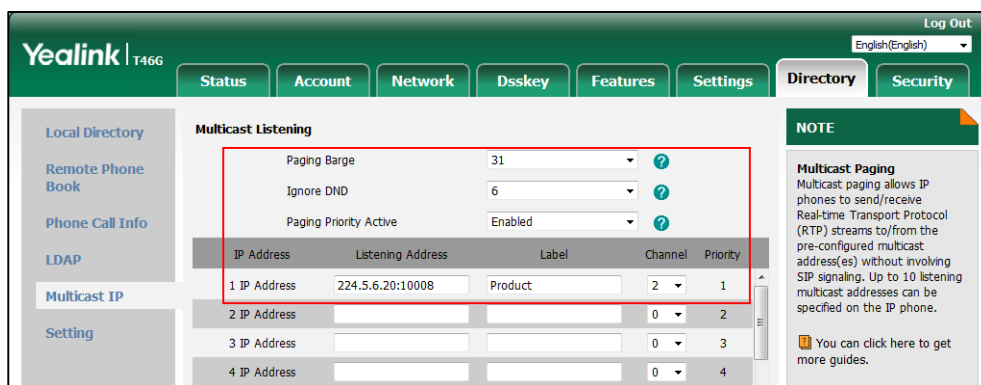 Log Out
Yealink T46G
English(English)
Status Account Network Dsskey Features Settings Directory Security
Local Directory
Remote Phone
Book
Phone Call Info
LDAP
Multicast IP
Setting
Multicast Listening
Paging Barge 31
Ignore DND 6
Paging Priority Active Enabled
IP Address Listening Address Label Channel Priority
1 IP Address 224.5.6.20:10008 Product 2 1
2 IP Address 0 2
3 IP Address 0 3
4 IP Address 0 4
NOTE
Multicast Paging
Multicast paging allows IP
phones to send/receive
Real-time Transport Protocol
(RTP) streams to/from the
pre-configured multicast
address(es) without involving
SIP signaling. Up to 10 listening
multicast addresses can be
specified on the IP phone.
You can click here to get
more guides.